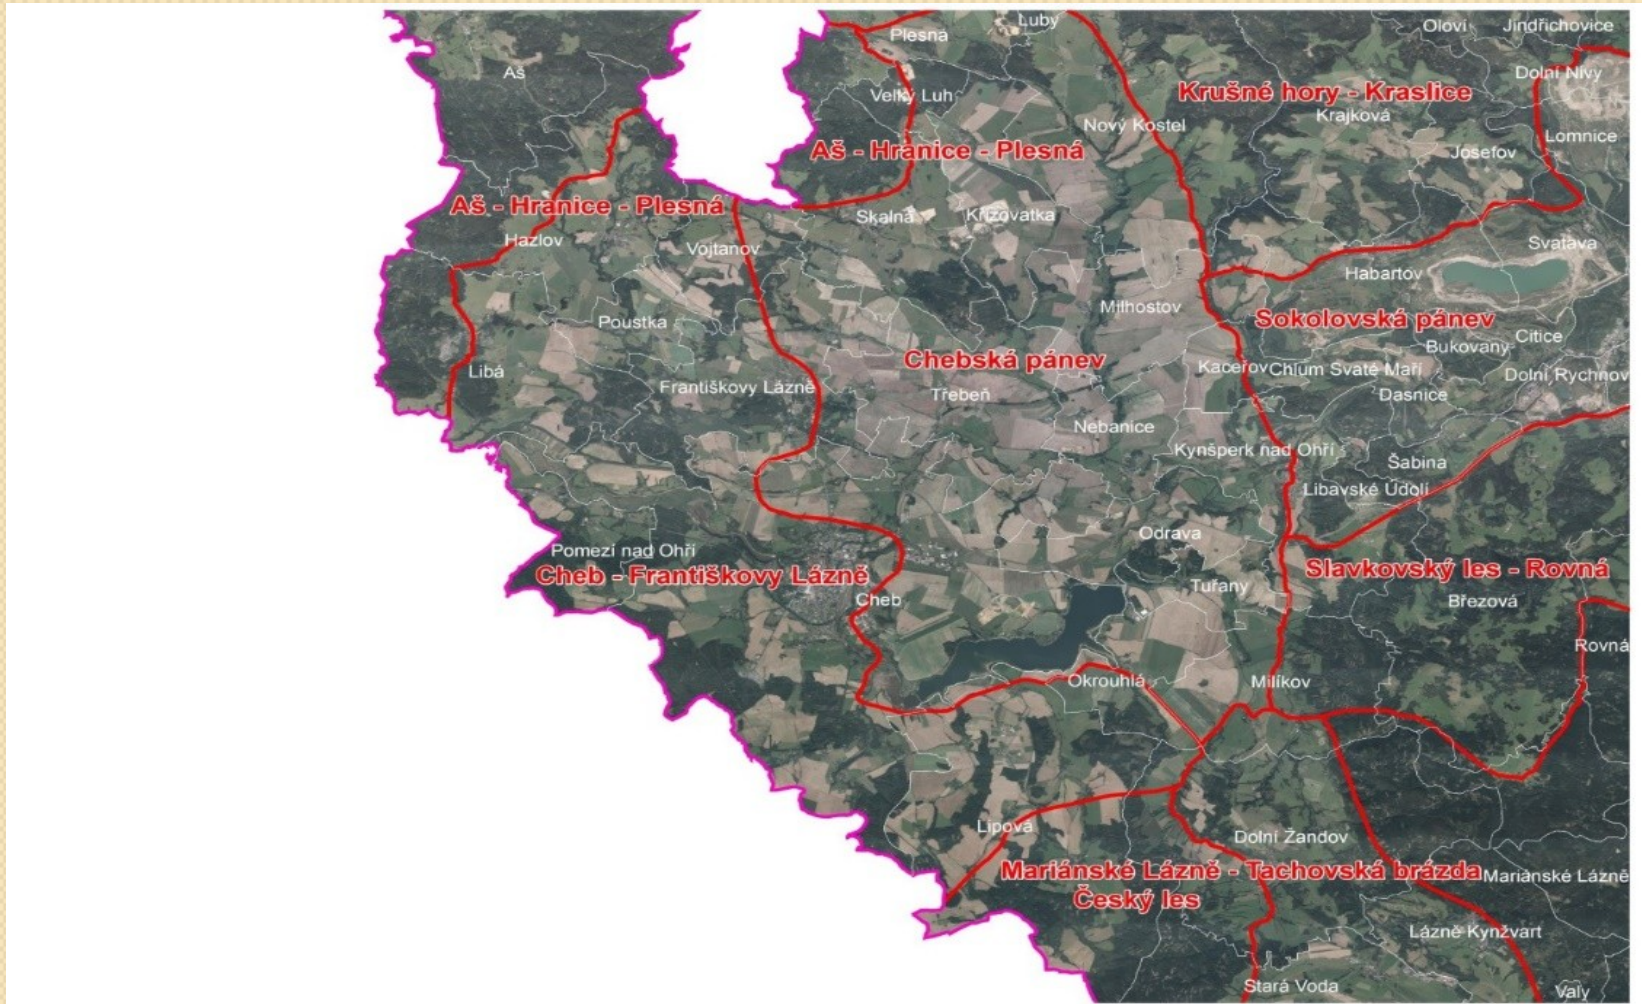 Luby
Oloví
Jindřichovice
Plesná
Aš
Dolní Nivy
Velký Luh
Krušné hory - Kraslice
Krajková
Nový Kostel
Lomnice
Aš - Hranice - Plesná
Josefov
Aš - Hranice - Plesná
Skalná
Křižovatka
Hazlov
Vojtanov
Svatava
Habartov
Milhostov
Poustka
Sokolovská pánev
Citice
Bukovany
Chebská pánev
Kaceřov
Chlum Svaté Maří
Libá
Dolní Rychnov
Františkovy Lázně
Třebeň
Dasnice
Nebanice
Kynšperk nad Ohří
Šabina
Libavské Údolí
Odrava
Pomezí nad Ohří
Cheb - Františkovy Lázně
Slavkovský les - Rovná
Tuřany
Cheb
Březová
Rovná
Okrouhlá
Milíkov
Lipová
Dolní Žandov
Mariánské Lázně - Tachovská brázda
Mariánské Lázně
Český les
Lázně Kynžvart
Stará Voda
Valy